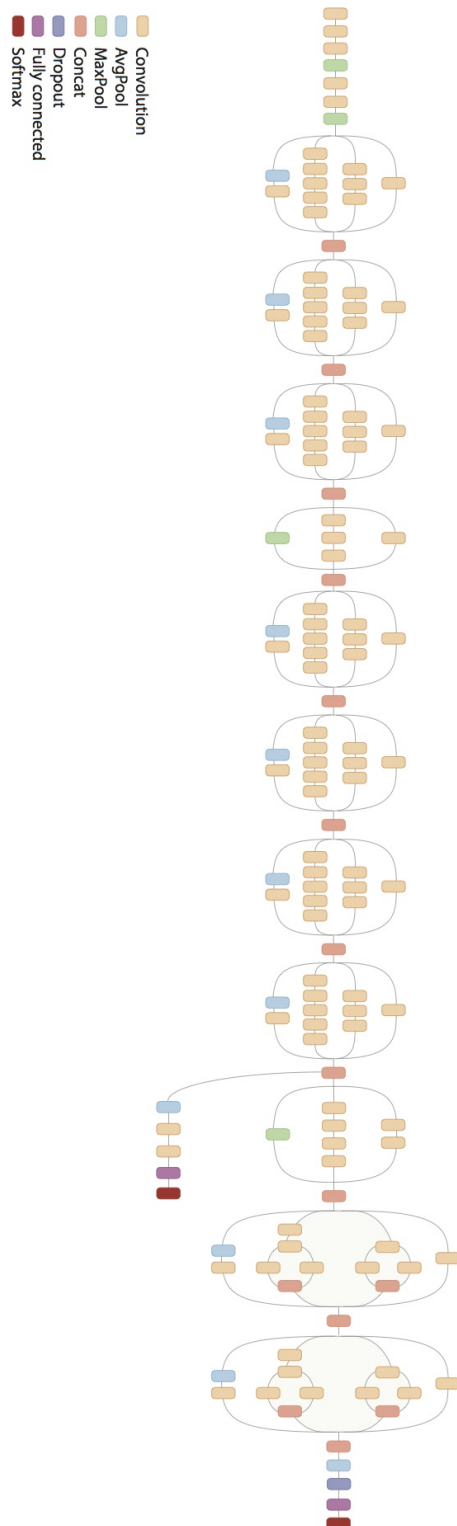 Convolution
AvgPool
MaxPool
Concat
Dropout
Fully connected
Softmax